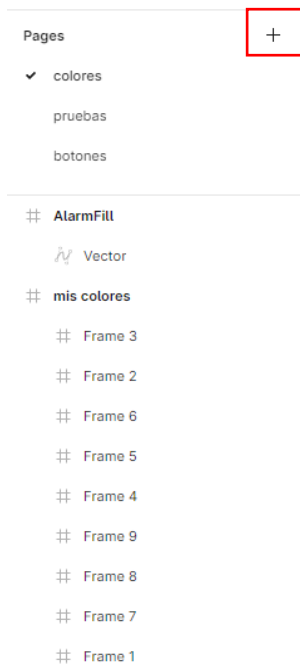 Pages
colores
pruebas
botones
AlarmFill
Vector
mis colores
Frame 3
Frame 2
Frame 6
Frame 5
Frame 4
Frame 9
Frame 8
Frame 7
Frame 1